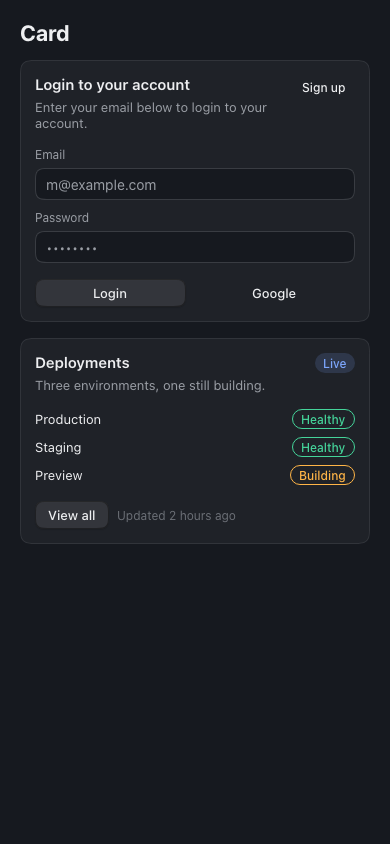 Card
Login to your account
Sign up
Enter your email below to login to your
account.
Email
m@example.com
Password
••••••••
Login
Google
Deployments
Live
Three environments, one still building.
Production
Healthy
Staging
Healthy
Preview
Building
View all
Updated 2 hours ago